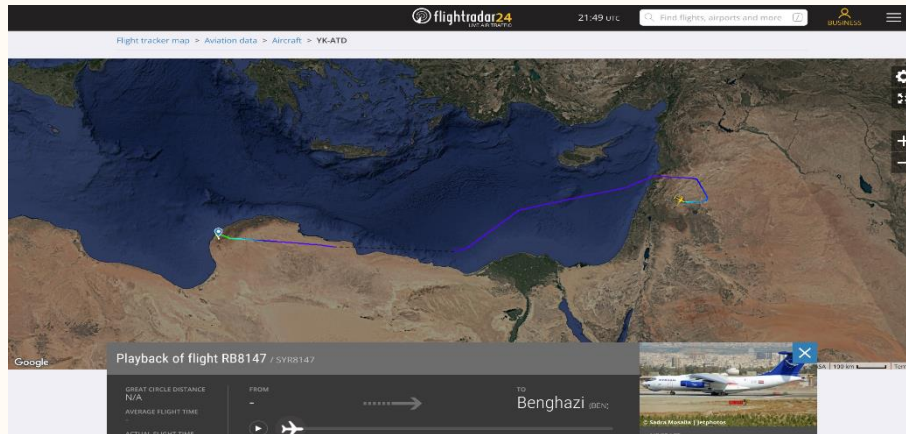 flightradar24
LIVE AIR TRAFFIC
21:49 UTC
Find flights, airports and more
BUSINESS
Flight tracker map > Aviation data > Aircraft > YK-ATD
Google
100 km
Playback of flight RB8147 / SYR8147
GREAT CIRCLE DISTANCE
N/A
AVERAGE FLIGHT TIME
-
ACTUAL FLIGHT TIME
FROM
-
TO
Benghazi (BEN)
© Sadra Mosalla | Jetphotos